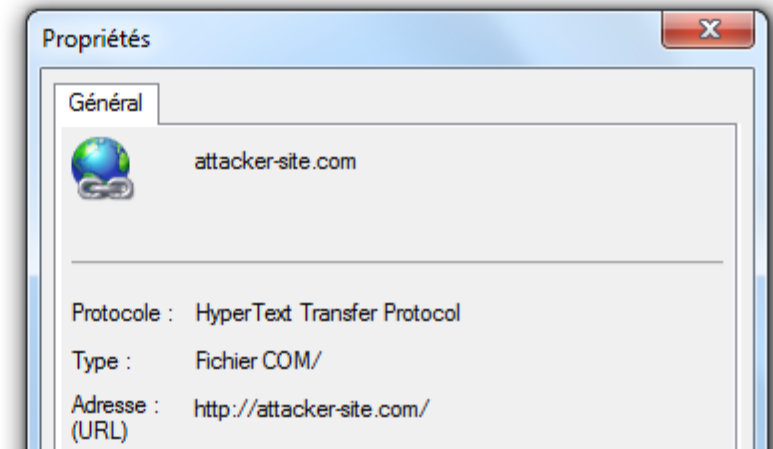 Propriétés
Général
attacker-site.com
Protocole : HyperText Transfer Protocol
Type : Fichier COM/
Adresse : http://attacker-site.com/
(URL)